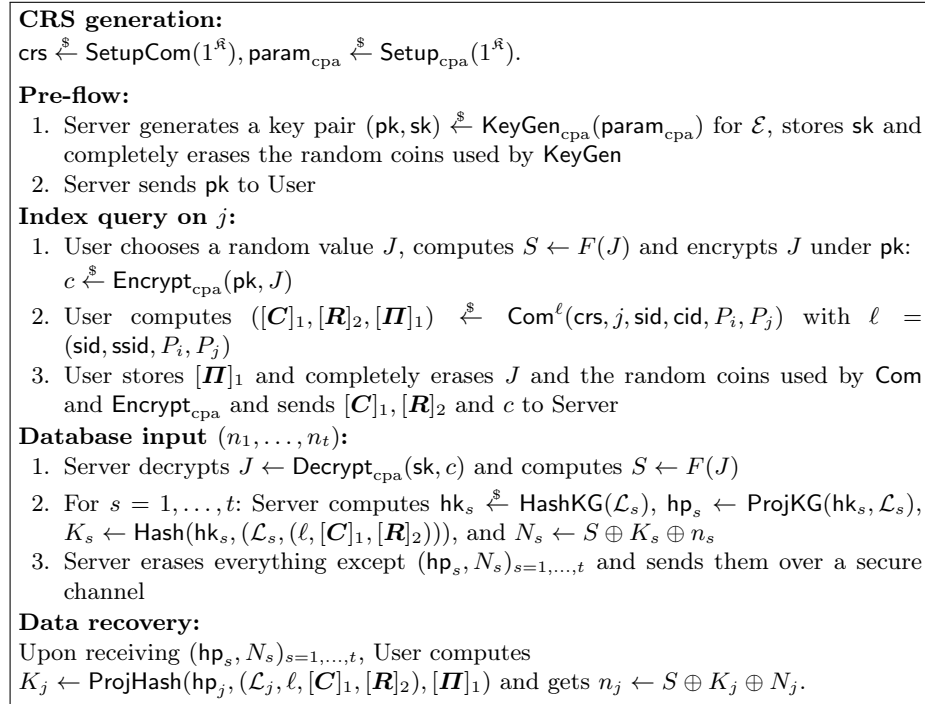 CRS generation:
crs ←$ SetupCom(1^𝔎), param_cpa ←$ Setup_cpa(1^𝔎).
Pre-flow:
1. Server generates a key pair (pk, sk) ←$ KeyGen_cpa(param_cpa) for ℰ, stores sk and
completely erases the random coins used by KeyGen
2. Server sends pk to User
Index query on j:
1. User chooses a random value J, computes S ← F(J) and encrypts J under pk:
c ←$ Encrypt_cpa(pk, J)
2. User computes ([C]_1, [R]_2, [Π]_1) ←$ Com^ℓ(crs, j, sid, cid, P_i, P_j) with ℓ =
(sid, ssid, P_i, P_j)
3. User stores [Π]_1 and completely erases J and the random coins used by Com
and Encrypt_cpa and sends [C]_1, [R]_2 and c to Server
Database input (n_1, . . . , n_t):
1. Server decrypts J ← Decrypt_cpa(sk, c) and computes S ← F(J)
2. For s = 1, . . . , t: Server computes hk_s ←$ HashKG(ℒ_s), hp_s ← ProjKG(hk_s, ℒ_s),
K_s ← Hash(hk_s, (ℒ_s, (ℓ, [C]_1, [R]_2))), and N_s ← S ⊕ K_s ⊕ n_s
3. Server erases everything except (hp_s, N_s)_{s=1,...,t} and sends them over a secure
channel
Data recovery:
Upon receiving (hp_s, N_s)_{s=1,...,t}, User computes
K_j ← ProjHash(hp_j, (ℒ_j, ℓ, [C]_1, [R]_2), [Π]_1) and gets n_j ← S ⊕ K_j ⊕ N_j.